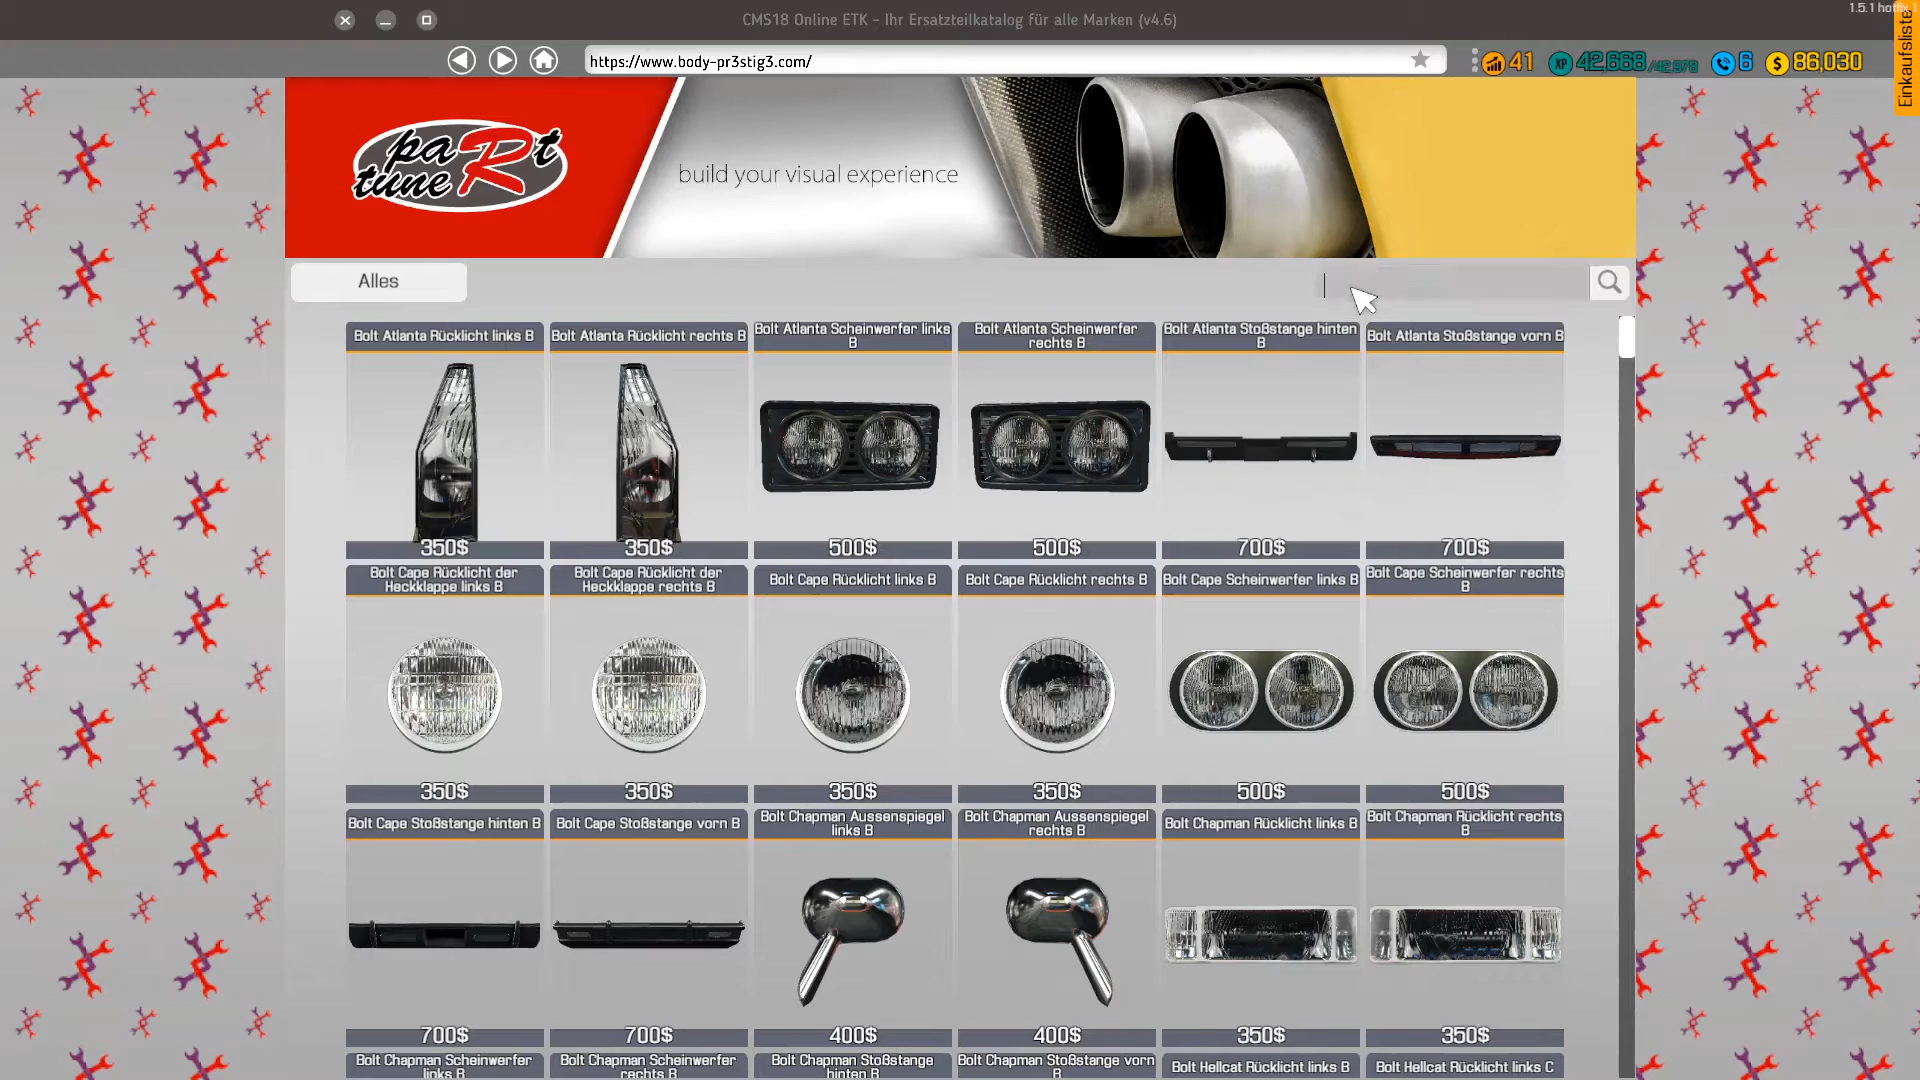 1.5.1 hotfix 1
CMS18 Online ETK - Ihr Ersatzteilkatalog für alle Marken (v4.6)
https://www.body-pr3stig3.com/
41
XP
42,668/42,978
6
$
86,030
Einkaufsliste
paRt
tune
build your visual experience
Alles
Bolt Atlanta Rücklicht links B
Bolt Atlanta Rücklicht rechts B
Bolt Atlanta Scheinwerfer links
B
Bolt Atlanta Scheinwerfer
rechts B
Bolt Atlanta Stoßstange hinten
B
Bolt Atlanta Stoßstange vorn B
350$
350$
500$
500$
700$
700$
Bolt Cape Rücklicht der
Heckklappe links B
Bolt Cape Rücklicht der
Heckklappe rechts B
Bolt Cape Rücklicht links B
Bolt Cape Rücklicht rechts B
Bolt Cape Scheinwerfer links B
Bolt Cape Scheinwerfer rechts
B
350$
350$
350$
350$
500$
500$
Bolt Cape Stoßstange hinten B
Bolt Cape Stoßstange vorn B
Bolt Chapman Aussenspiegel
links B
Bolt Chapman Aussenspiegel
rechts B
Bolt Chapman Rücklicht links B
Bolt Chapman Rücklicht rechts
B
700$
700$
400$
400$
350$
350$
Bolt Chapman Scheinwerfer
links B
Bolt Chapman Scheinwerfer
rechts B
Bolt Chapman Stoßstange
hinten B
Bolt Chapman Stoßstange vorn
B
Bolt Hellcat Rücklicht links B
Bolt Hellcat Rücklicht links C